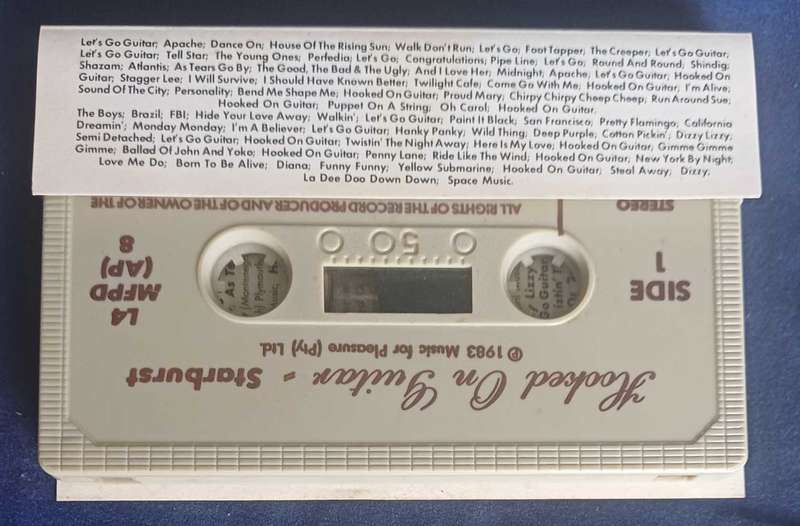 Let's Go Guitar; Apache; Dance On; House Of The Rising Sun; Walk Don't Run; Let's Go; Foot Tapper; The Creeper; Let's Go Guitar;
Let's Go Guitar; Tell Star; The Young Ones; Perfedia; Let's Go; Congratulations; Pipe Line; Let's Go; Round And Round; Shindig;
Shazam; Atlantis; As Tears Go By; The Good, The Bad & The Ugly; And I Love Her; Midnight; Apache; Let's Go Guitar; Hooked On
Guitar; Stagger Lee; I Will Survive; I Should Have Known Better; Twilight Cafe; Come Go With Me; Hooked On Guitar; I'm Alive;
Sound Of The City; Personality; Bend Me Shape Me; Hooked On Guitar; Proud Mary; Chirpy Chirpy Cheep Cheep; Run Around Sue;
Hooked On Guitar; Puppet On A String; Oh Carol; Hooked On Guitar.
The Boys; Brazil; FBI; Hide Your Love Away; Walkin'; Let's Go Guitar; Paint It Black; San Francisco; Pretty Flamingo; California
Dreamin'; Monday Monday; I'm A Believer; Let's Go Guitar; Hanky Panky; Wild Thing; Deep Purple; Cotton Pickin'; Dizzy Lizzy;
Semi Detached; Let's Go Guitar; Hooked On Guitar; Twistin' The Night Away; Here Is My Love; Hooked On Guitar; Gimme Gimme
Gimme; Ballad Of John And Yoko; Hooked On Guitar; Penny Lane; Ride Like The Wind; Hooked On Guitar; New York By Night;
Love Me Do; Born To Be Alive; Diana; Funny Funny; Yellow Submarine; Hooked On Guitar; Steal Away; Dizzy;
La Dee Doo Down Down; Space Music.
Hooked On Guitar - Starburst
℗ 1983 Music for Pleasure (Pty) Ltd.
SIDE
1
L4
MFPD
(AP)
8
0 50 0
STEREO
ALL RIGHTS OF THE RECORD PRODUCER AND OF THE OWNER OF THE
As To
(Montene
) Plymouth
Lizzy
Go Guitar
istin'